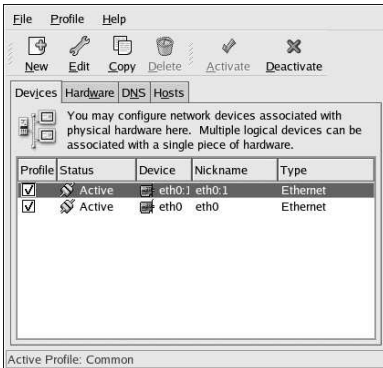 File Profile Help
New Edit Copy Delete Activate Deactivate
Devices Hardware DNS Hosts
You may configure network devices associated with
physical hardware here. Multiple logical devices can be
associated with a single piece of hardware.
Profile Status Device Nickname Type
Active eth0:1 eth0:1 Ethernet
Active eth0 eth0 Ethernet
Active Profile: Common